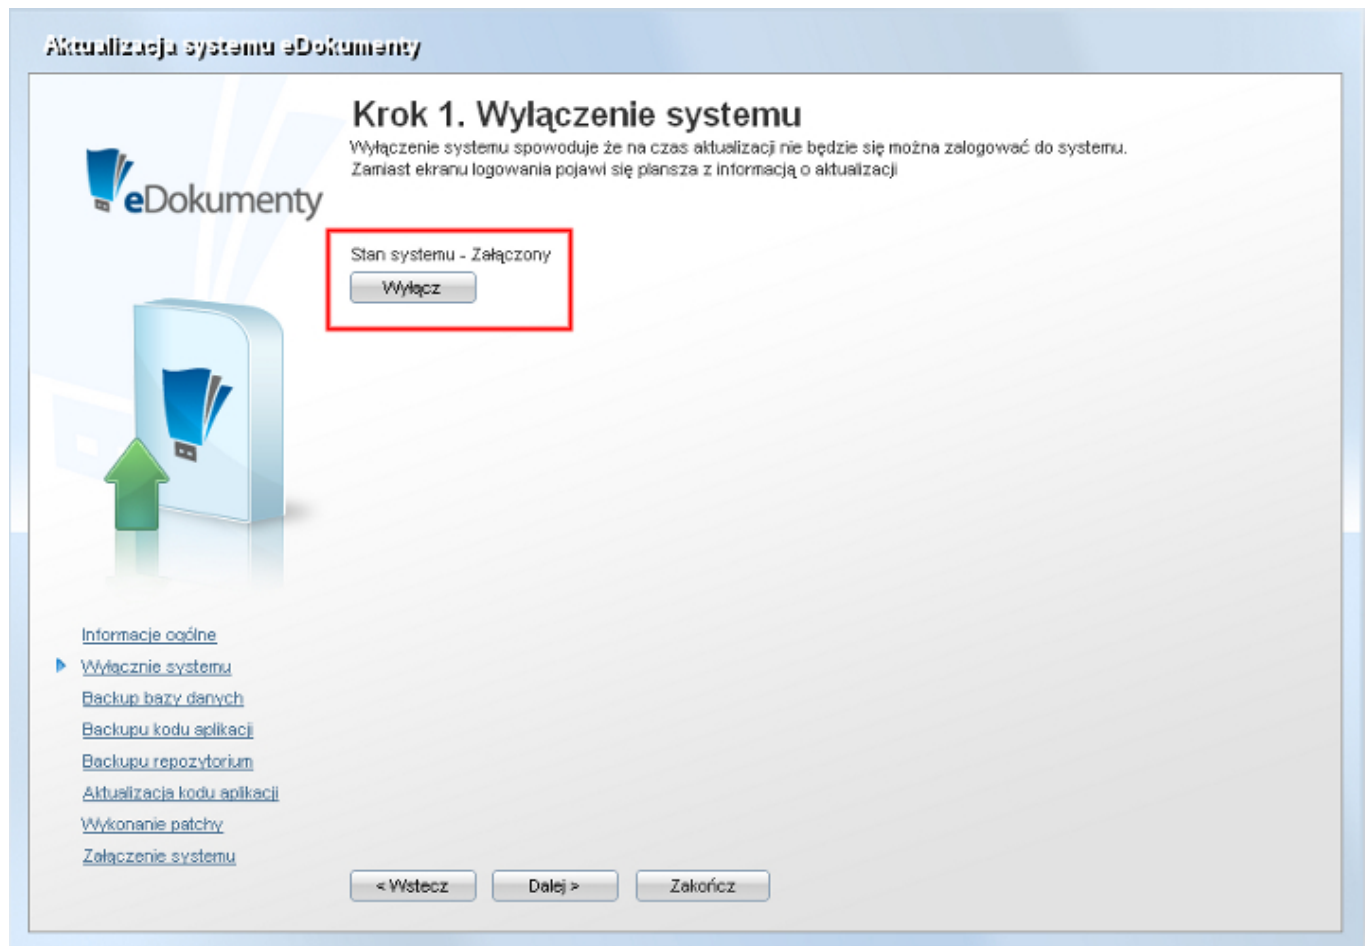 Aktualizacja systemu eDokumenty
Krok 1. Wyłączenie systemu
Wyłączenie systemu spowoduje że na czas aktualizacji nie będzie się można zalogować do systemu.
Zamiast ekranu logowania pojawi się plansza z informacją o aktualizacji
eDokumenty
Stan systemu - Załączony
Wyłącz
Informacje ogólne
Wyłącznie systemu
Backup bazy danych
Backupu kodu aplikacji
Backupu repozytorium
Aktualizacja kodu aplikacji
Wykonanie patchy
Załączenie systemu
< Wstecz Dalej > Zakończ